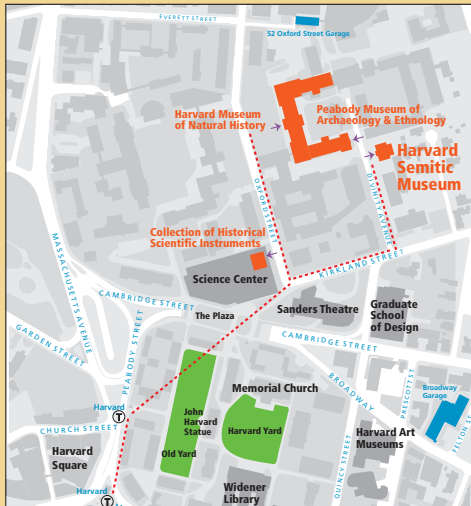 EVERETT STREET
52 Oxford Street Garage
Harvard Museum
of Natural History
Peabody Museum of
Archaeology & Ethnology
Harvard
Semitic
Museum
OXFORD STREET
DIVINITY AVENUE
Collection of Historical
Scientific Instruments
Science Center
KIRKLAND STREET
MASSACHUSETTS AVENUE
CAMBRIDGE STREET
The Plaza
Sanders Theatre
Graduate
School
of Design
GARDEN STREET
PEABODY STREET
CAMBRIDGE STREET
BROADWAY
PRESCOTT ST
Memorial Church
Broadway
Garage
Harvard
T
John
Harvard
Statue
Harvard Yard
CHURCH STREET
Harvard
Square
Old Yard
QUINCY STREET
Harvard Art
Museums
FELTON ST
Harvard
T
Widener
Library